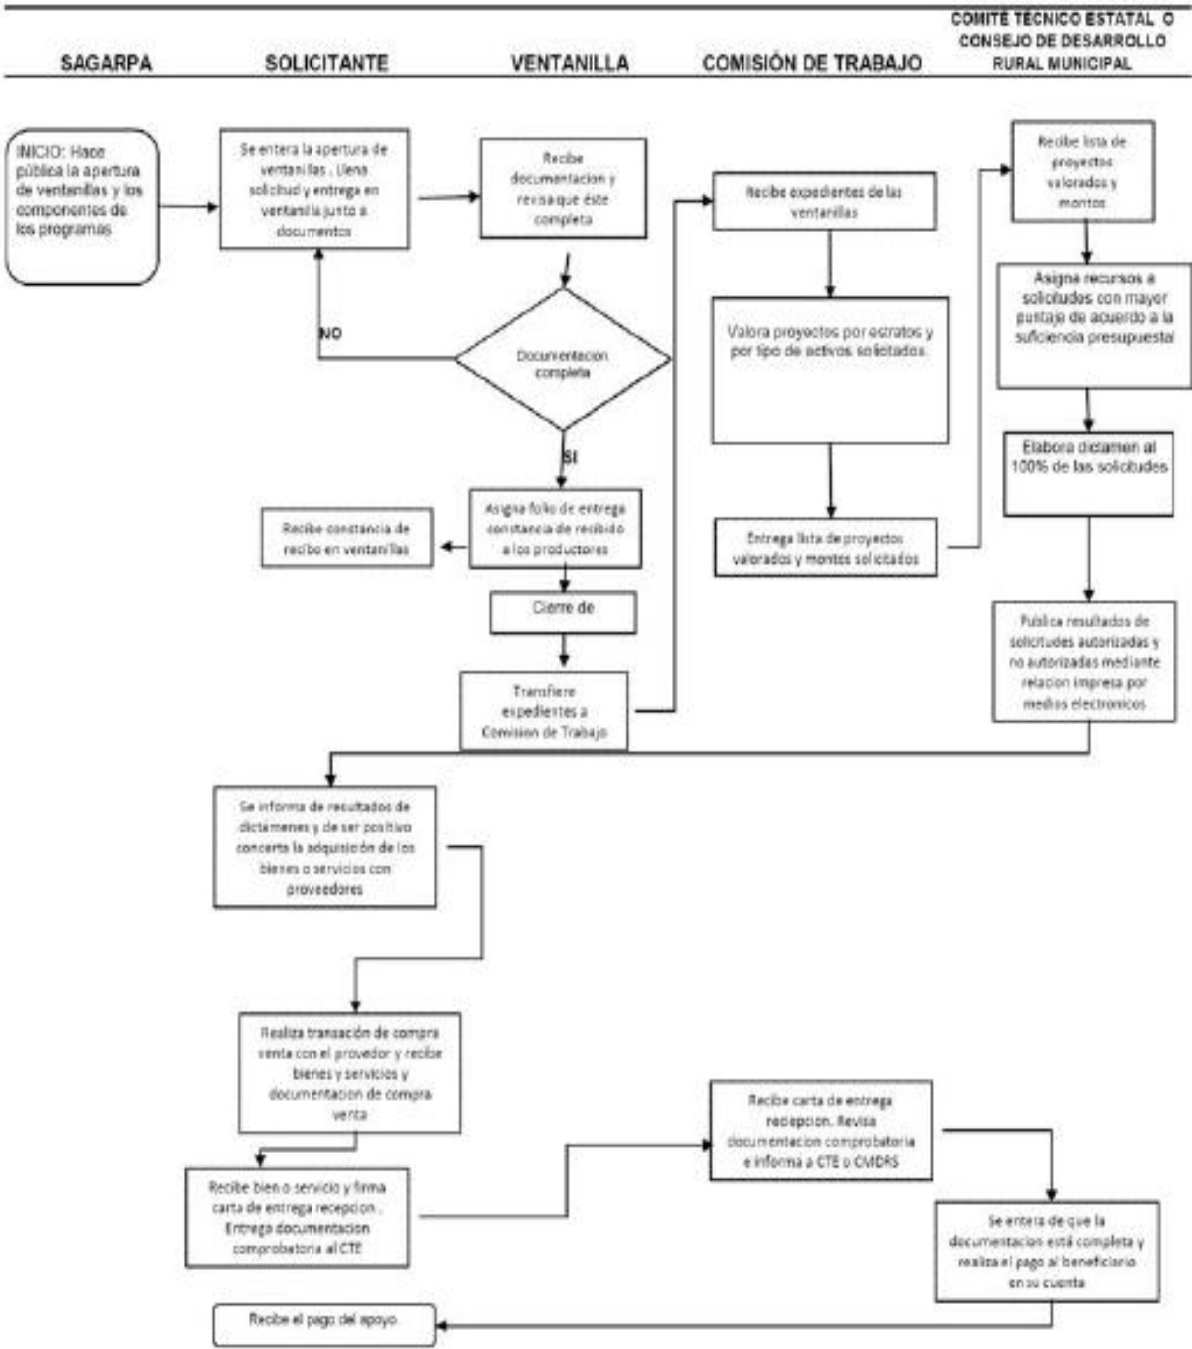 COMITÉ TÉCNICO ESTATAL Ó
CONSEJO DE DESARROLLO
RURAL MUNICIPAL
SAGARPA
SOLICITANTE
VENTANILLA
COMISIÓN DE TRABAJO
INICIO: Hace
pública la apertura
de ventanillas y los
componentes de
los programas
Se entera la apertura de
ventanillas . Llena
solicitud y entrega en
ventanilla junto a
documentos
Recibe
documentacion y
revisa que éste
completa
Recibe expedientes de las
ventanillas
Recibe lista de
proyectos
valorados y
montos
Asigna recursos a
solicitudes con mayor
puntaje de acuerdo a la
suficiencia presupuestal
NO
Documentacion
completa
Valora proyectos por estratos y
por tipo de activos solicitados.
SI
Elabora dictamen al
100% de las solicitudes
Recibe constancia de
recibo en ventanillas
Asigna folio de entrega
constancia de recibido
a los productores
Entrega lista de proyectos
valorados y montos solicitados
Cierre de
Publica resultados de
solicitudes autorizadas y
no autorizadas mediante
relacion impresa por
medios electronicos
Transfiere
expedientes a
Comision de Trabajo
Se informa de resultados de
dictámenes y de ser positivo
concerta la adquisición de los
bienes o servicios con
proveedores
Realiza transación de compra
venta con el provedor y recibe
bienes y servicios y
documentacion de compra
venta
Recibe carta de entrega
reciepcion. Revisa
documentacion comprobatoria
e informa a CTE o CMDRS
Recibe bien o servicio y firma
carta de entrega recepcion .
Entrega documentacion
comprobatoria al CTE
Se entera de que la
documentacion está completa y
realiza el pago al beneficiario
en su cuenta
Recibe el pago del apoyo